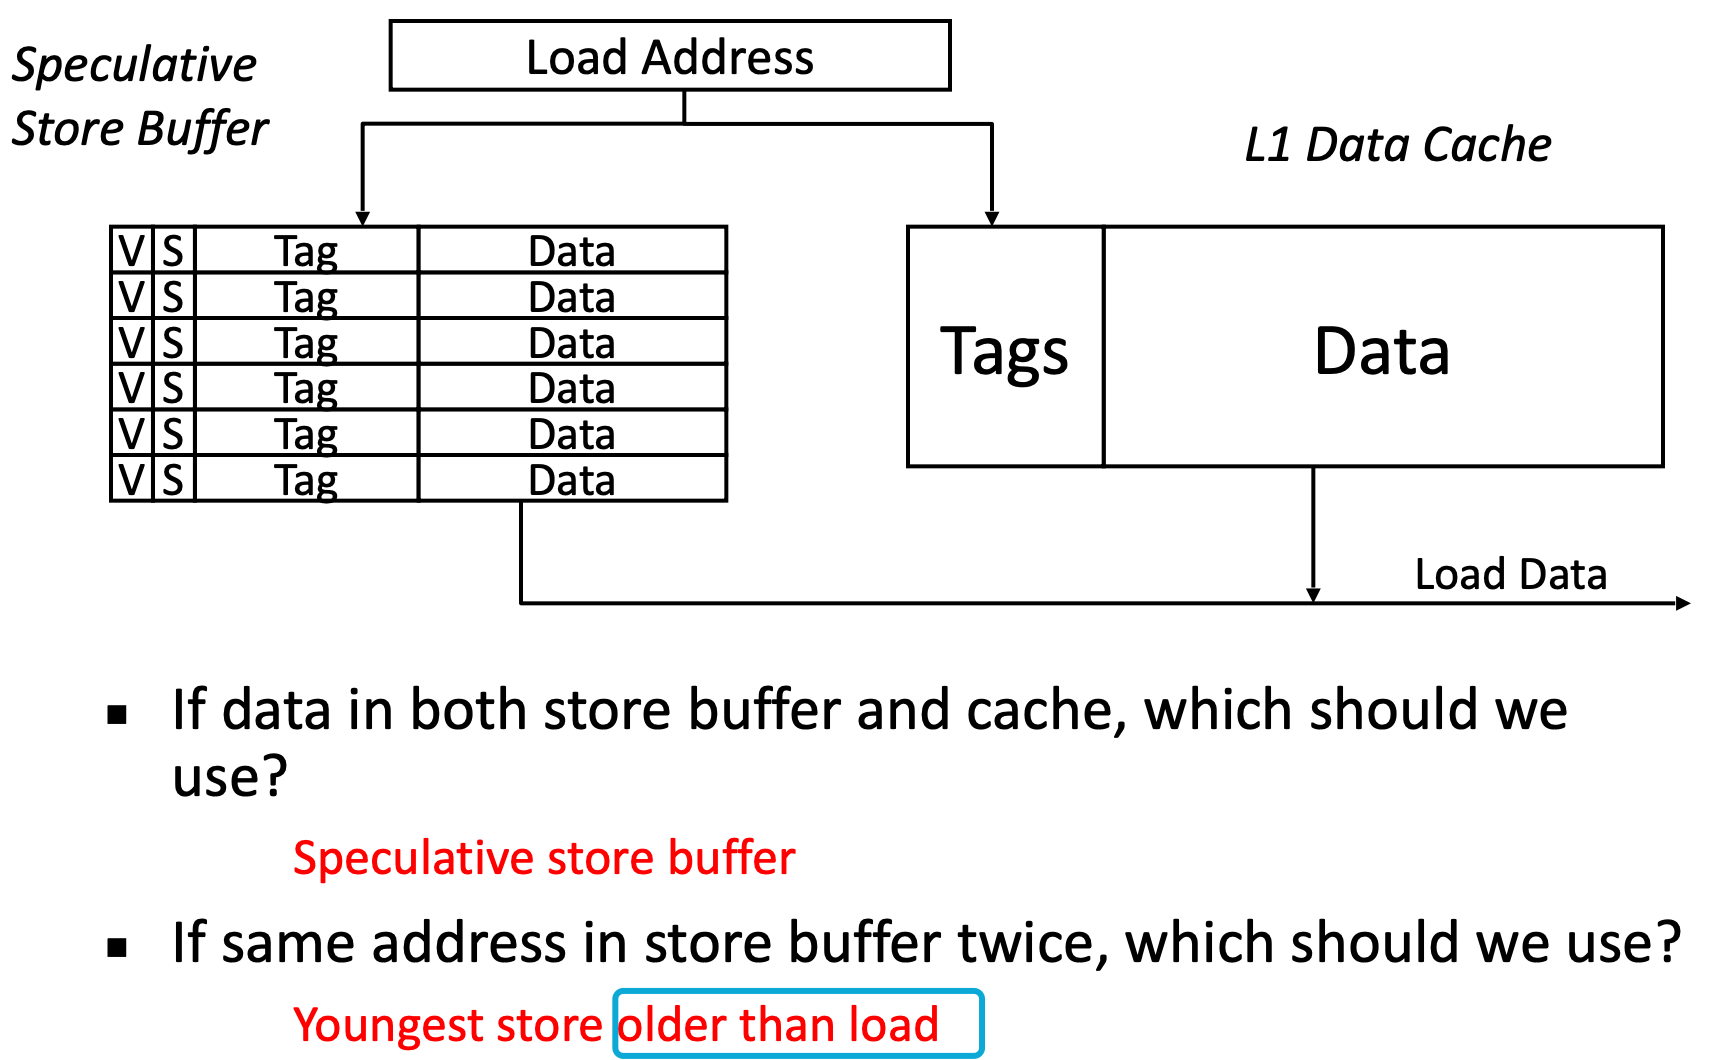 Speculative
Store Buffer
Load Address
L1 Data Cache
V S Tag Data
V S Tag Data
V S Tag Data
V S Tag Data
V S Tag Data
V S Tag Data
Tags Data
Load Data
▪ If data in both store buffer and cache, which should we
use?
Speculative store buffer
▪ If same address in store buffer twice, which should we use?
Youngest store older than load